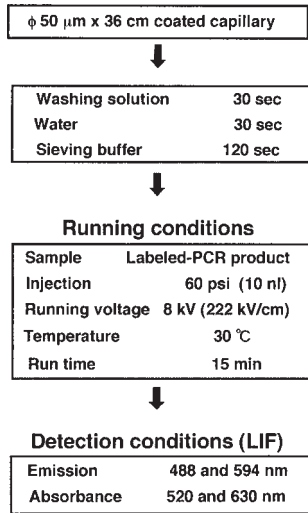 φ 50 μm x 36 cm coated capillary
Washing solution 30 sec
Water 30 sec
Sieving buffer 120 sec
Running conditions
Sample Labeled-PCR product
Injection 60 psi (10 nl)
Running voltage 8 kV (222 kV/cm)
Temperature 30 ℃
Run time 15 min
Detection conditions (LIF)
Emission 488 and 594 nm
Absorbance 520 and 630 nm